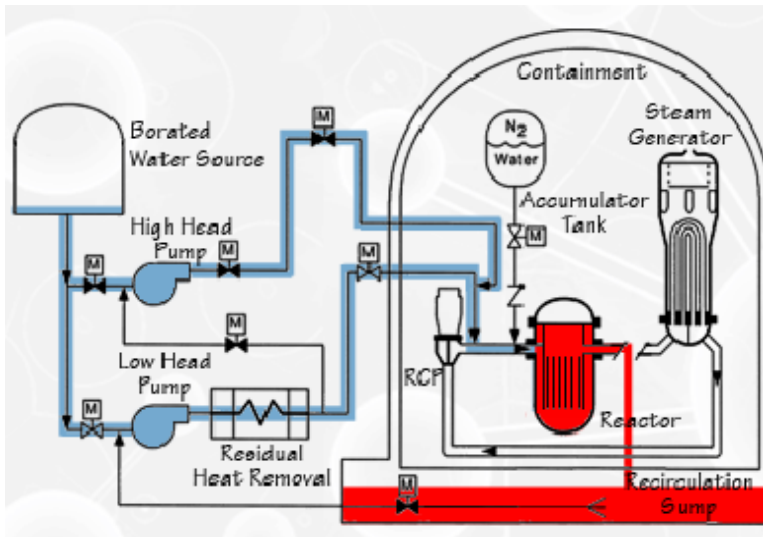 Containment
Steam
Generator
Borated
Water Source
N2
Water
Accumulator
Tank
High Head
Pump
Low Head
Pump
RCP
Reactor
Residual
Heat Removal
Recirculation
Sump
M
M
M
M
M
M
M
M